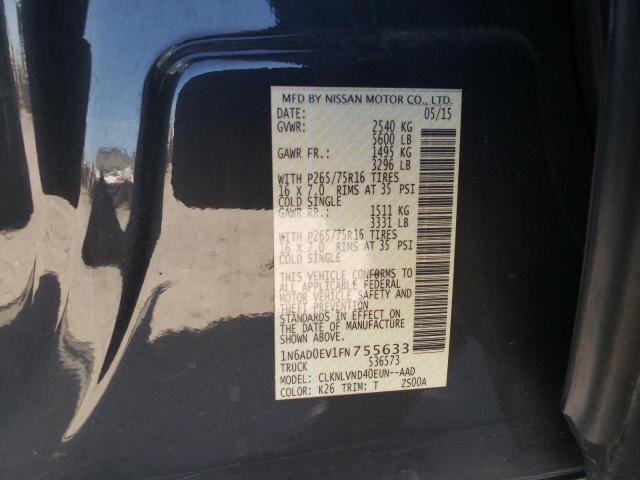 MFD BY NISSAN MOTOR CO., LTD.
DATE: 05/15
GVWR: 2540 KG
5600 LB
GAWR FR.: 1495 KG
3296 LB
WITH P265/75R16 TIRES
16 X 7.0 RIMS AT 35 PSI
COLD SINGLE
GAWR RR.: 1511 KG
3331 LB
WITH P265/75R16 TIRES
16 X 7.0 RIMS AT 35 PSI
COLD SINGLE
THIS VEHICLE CONFORMS TO
ALL APPLICABLE FEDERAL
MOTOR VEHICLE SAFETY AND
THEFT PREVENTION
STANDARDS IN EFFECT ON
THE DATE OF MANUFACTURE
SHOWN ABOVE.
1N6AD0EV1FN755633
TRUCK 536573
MODEL: CLKNLVND40EUN--AAD
COLOR: K26 TRIM: T ZS00A